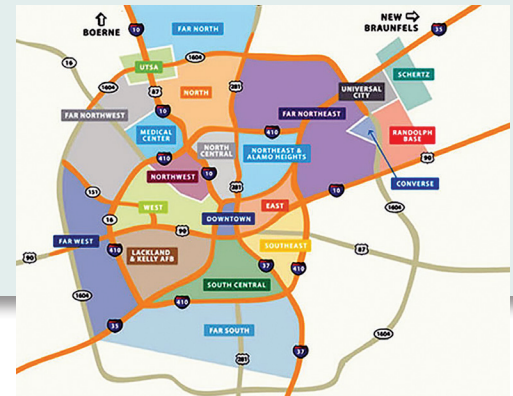 BOERNE
NEW
BRAUNFELS
FAR NORTH
10
35
16
1604
UTSA
281
SCHERTZ
1604
87
NORTH
UNIVERSAL
CITY
FAR NORTHWEST
10
FAR NORTHEAST
MEDICAL
CENTER
410
RANDOLPH
BASE
NORTH
CENTRAL
NORTHEAST &
ALAMO HEIGHTS
410
90
NORTHWEST
10
CONVERSE
151
281
10
WEST
EAST
1604
16
DOWNTOWN
90
FAR WEST
410
LACKLAND
& KELLY AFB
SOUTHEAST
87
90
37
410
SOUTH CENTRAL
1604
410
35
FAR SOUTH
1604
37
281